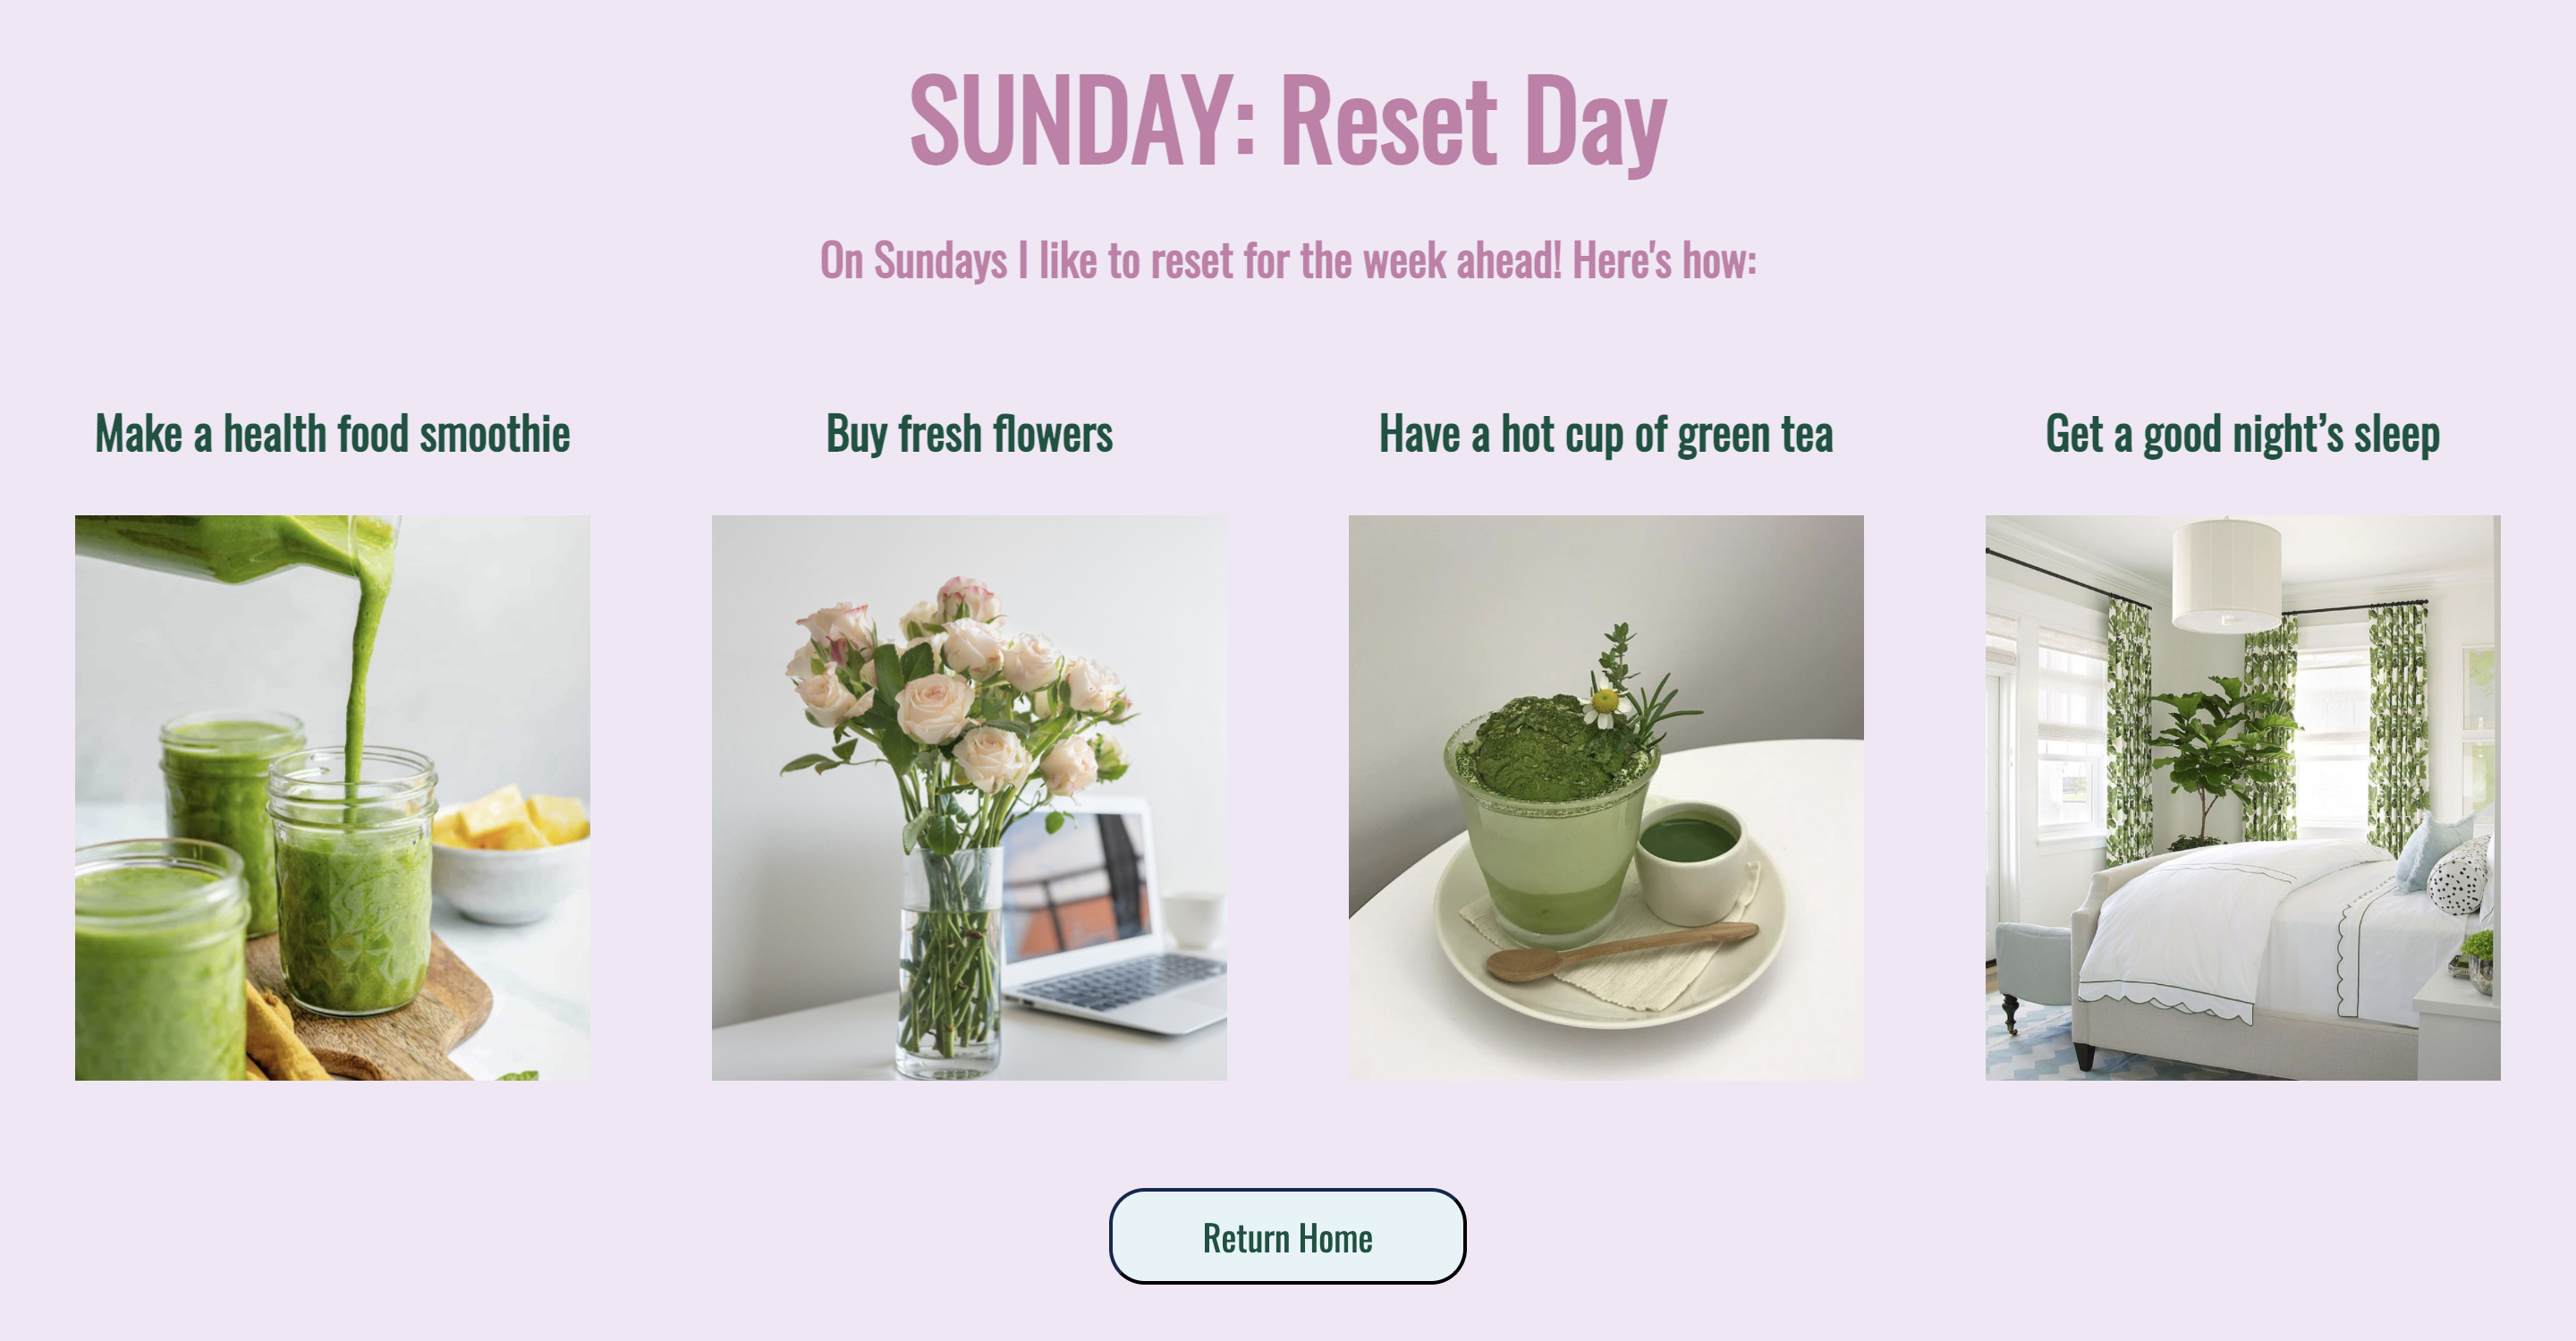 SUNDAY: Reset Day
On Sundays I like to reset for the week ahead! Here's how:
Make a health food smoothie
Buy fresh flowers
Have a hot cup of green tea
Get a good night’s sleep
Return Home